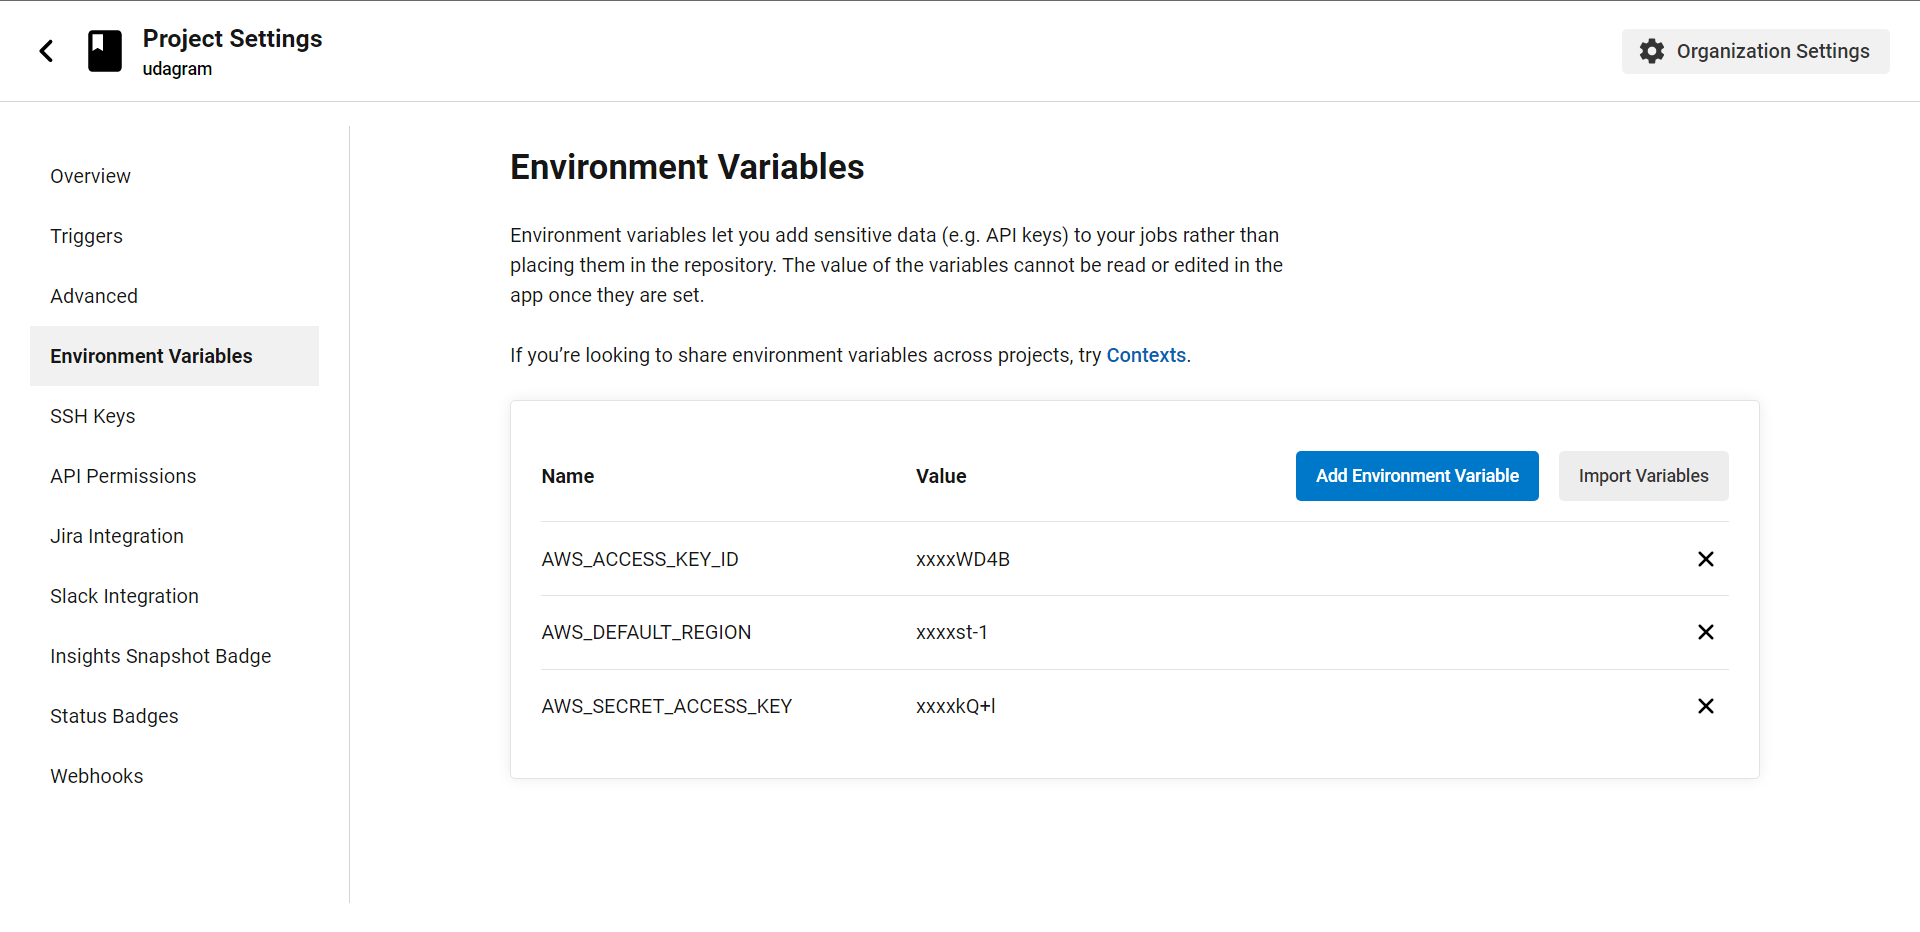 Project Settings
udagram
Organization Settings
Overview
Triggers
Advanced
Environment Variables
SSH Keys
API Permissions
Jira Integration
Slack Integration
Insights Snapshot Badge
Status Badges
Webhooks
Environment Variables
Environment variables let you add sensitive data (e.g. API keys) to your jobs rather than
placing them in the repository. The value of the variables cannot be read or edited in the
app once they are set.
If you’re looking to share environment variables across projects, try Contexts.
Name Value Add Environment Variable Import Variables
AWS_ACCESS_KEY_ID xxxxWD4B
AWS_DEFAULT_REGION xxxxst-1
AWS_SECRET_ACCESS_KEY xxxxkQ+l